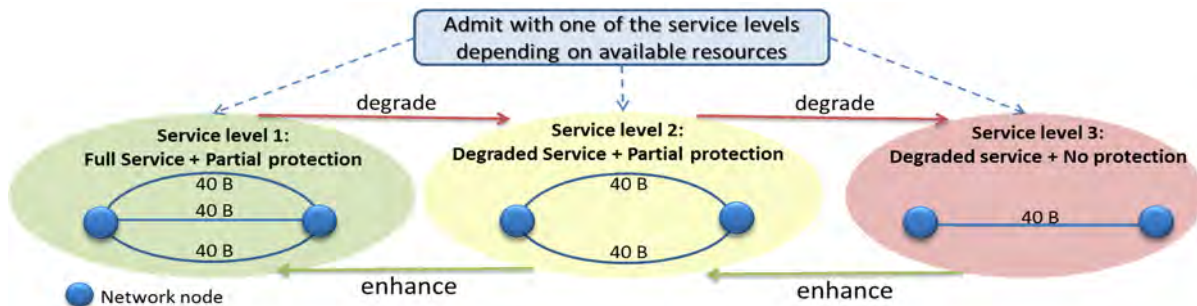 Admit with one of the service levels
depending on available resources
degrade
degrade
Service level 1:
Full Service + Partial protection
40 B
40 B
40 B
Service level 2:
Degraded Service + Partial protection
40 B
40 B
Service level 3:
Degraded service + No protection
40 B
enhance
enhance
Network node